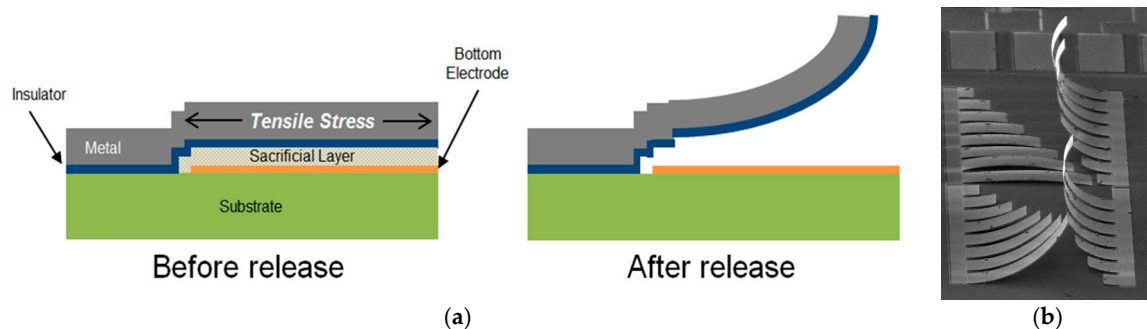 Bottom
Electrode
Insulator
Tensile Stress
Metal
Sacrificial Layer
Substrate
Before release
After release
(a)
(b)